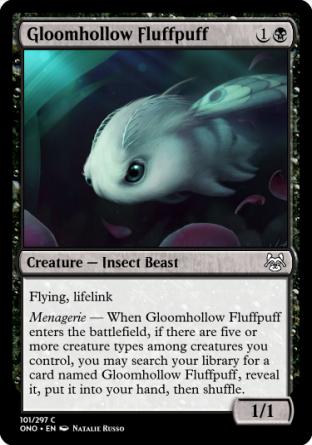 Gloomhollow Fluffpuff 1
Creature — Insect Beast
Flying, lifelink
Menagerie — When Gloomhollow Fluffpuff
enters the battlefield, if there are five or
more creature types among creatures you
control, you may search your library for a
card named Gloomhollow Fluffpuff, reveal
it, put it into your hand, then shuffle.
1/1
101/297 C
ONO • EN Natalie Russo